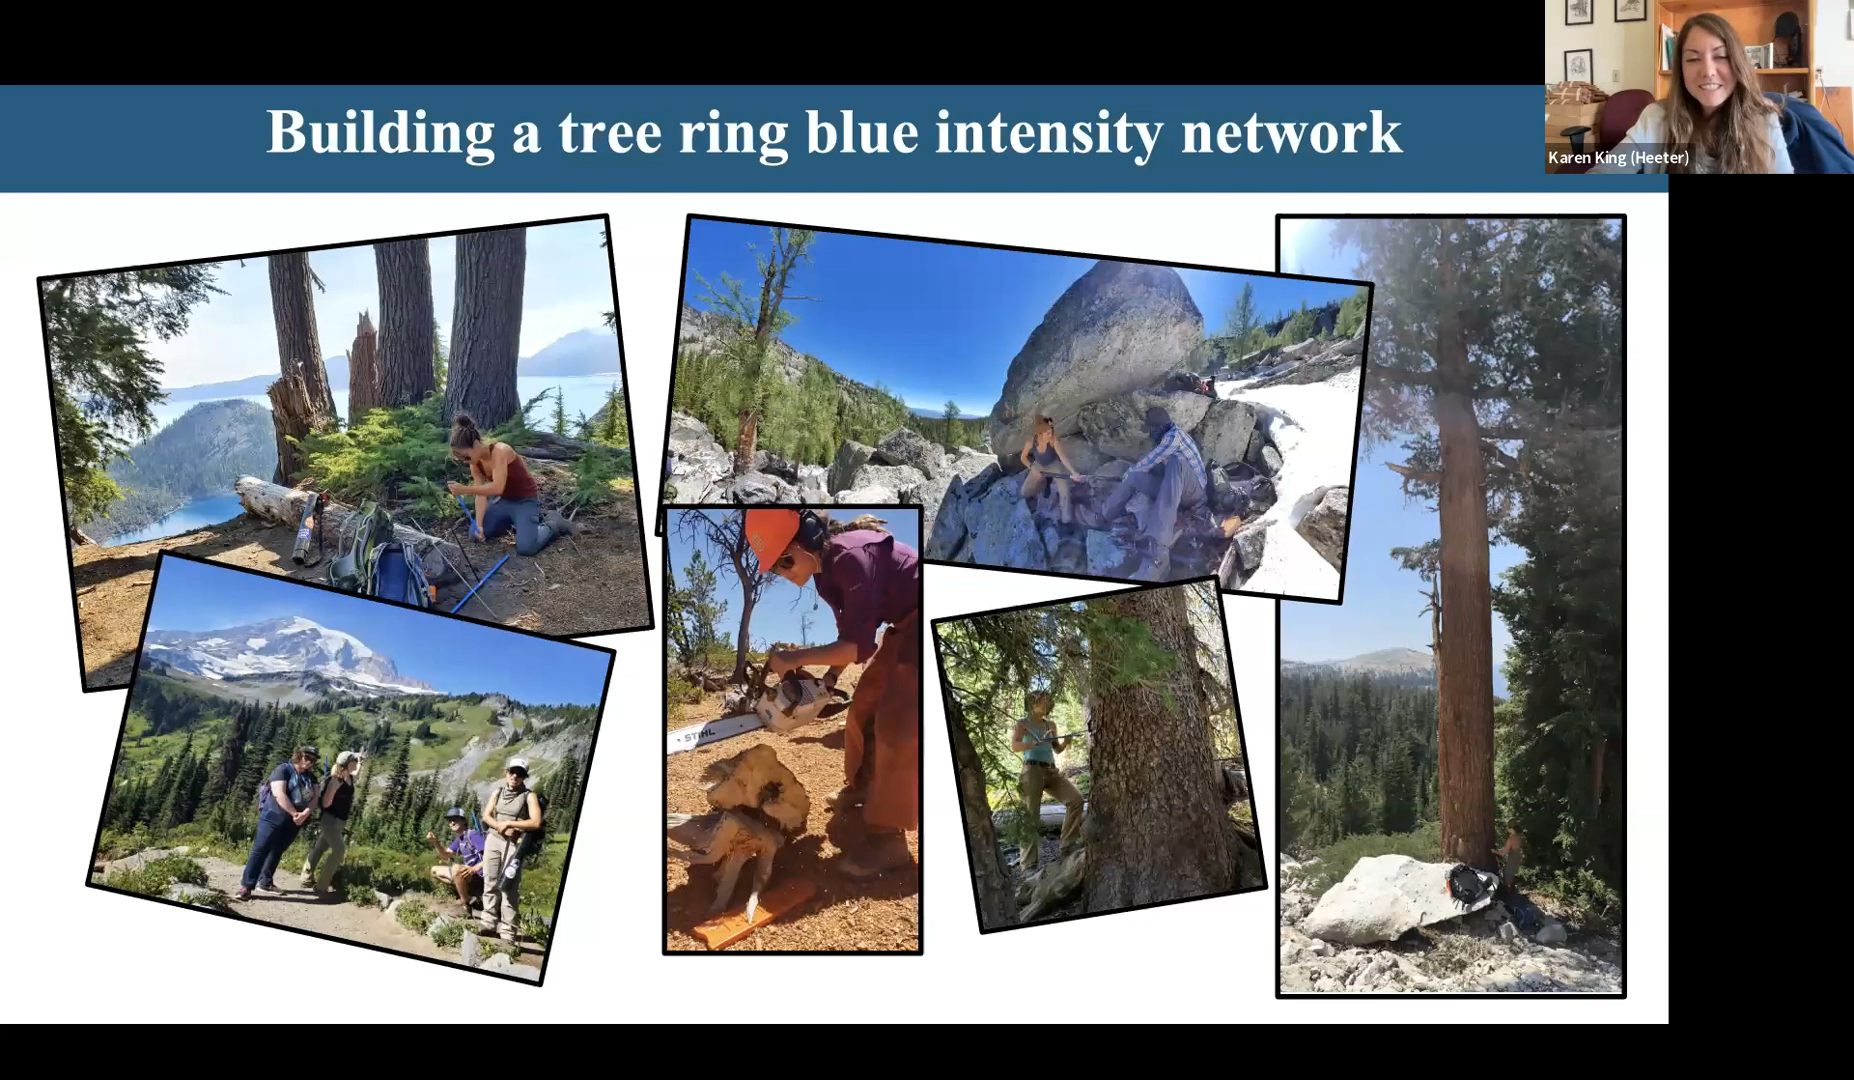 Building a tree ring blue intensity network
Karen King (Heeter)
STIHL